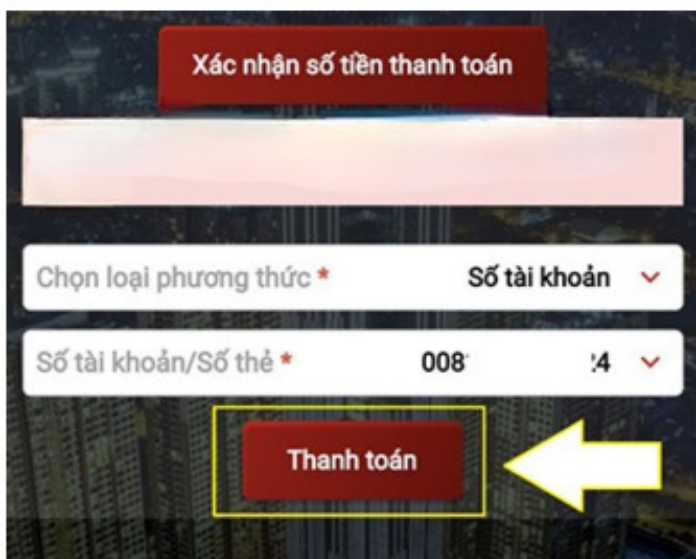 Xác nhận số tiền thanh toán
Chọn loại phương thức * Số tài khoản
Số tài khoản/Số thẻ * 008 4
Thanh toán